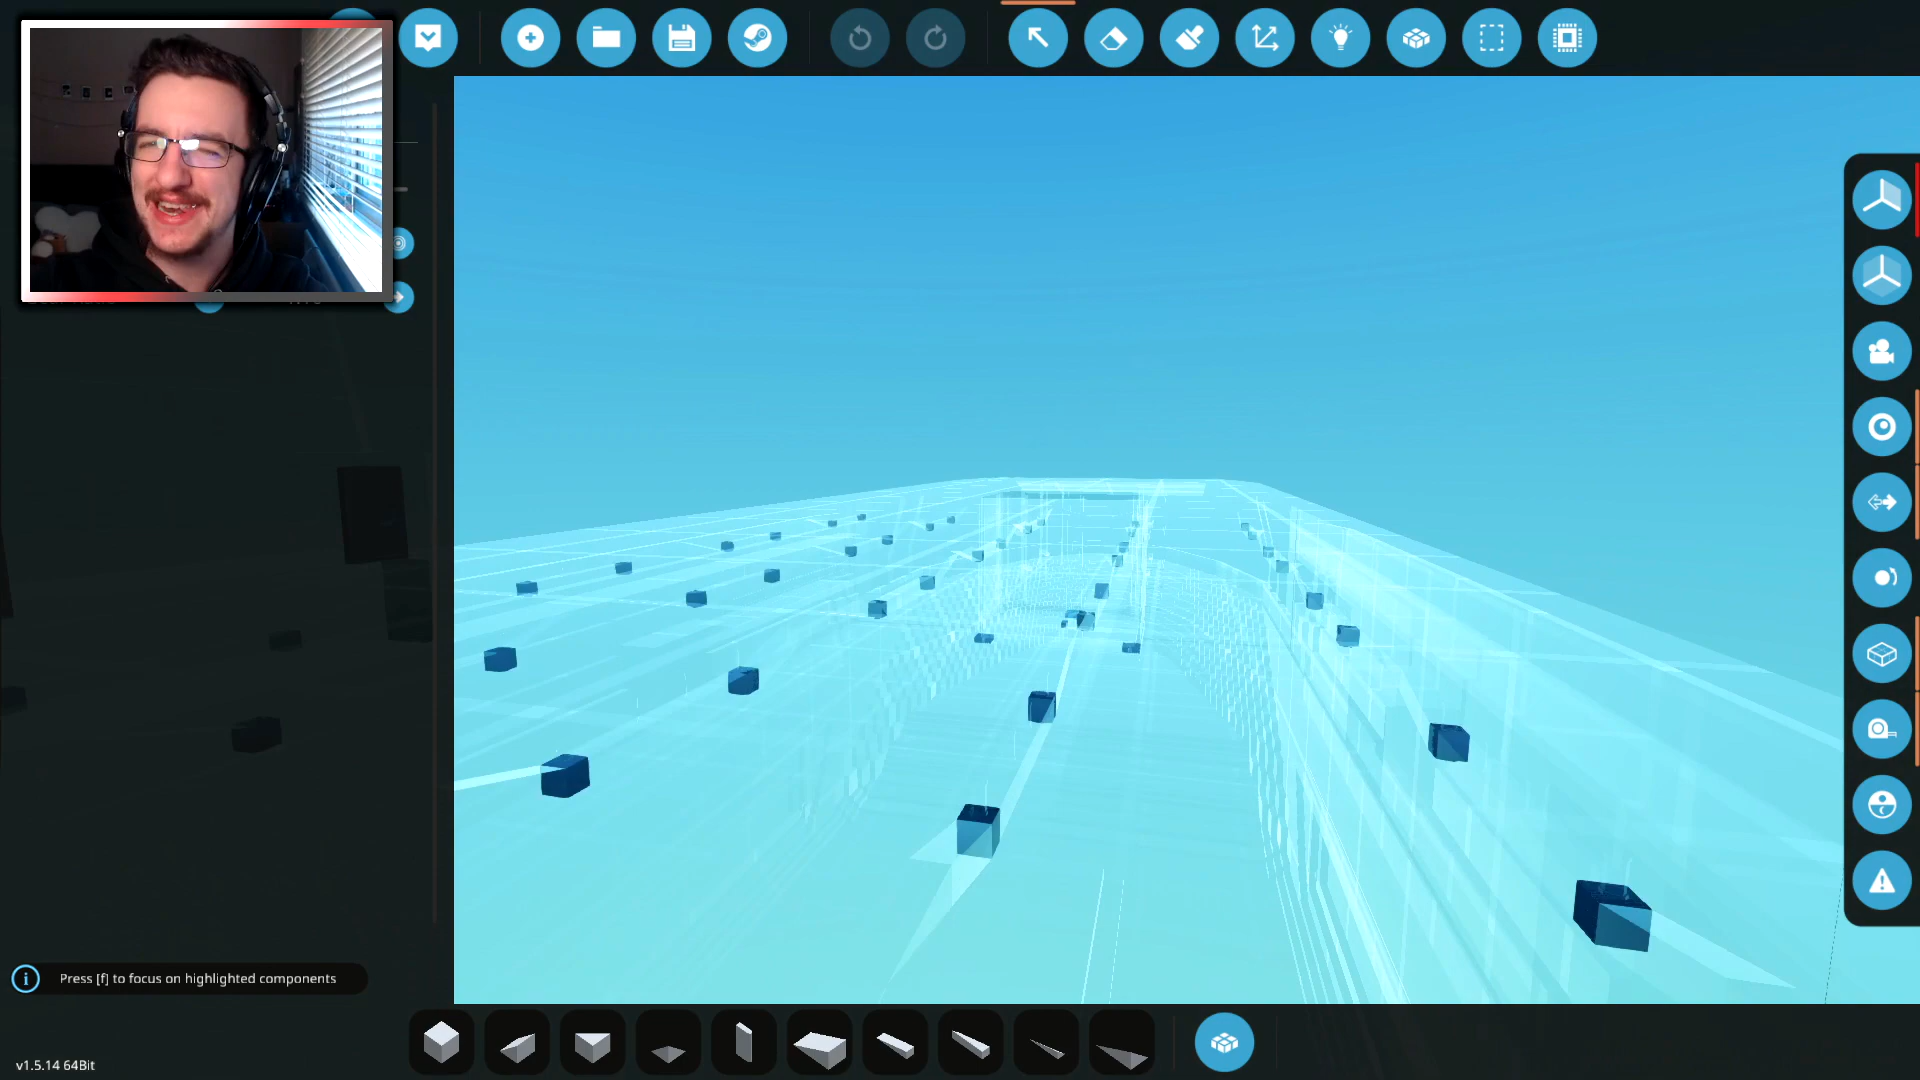 Press [f] to focus on highlighted components
v1.5.14 64Bit